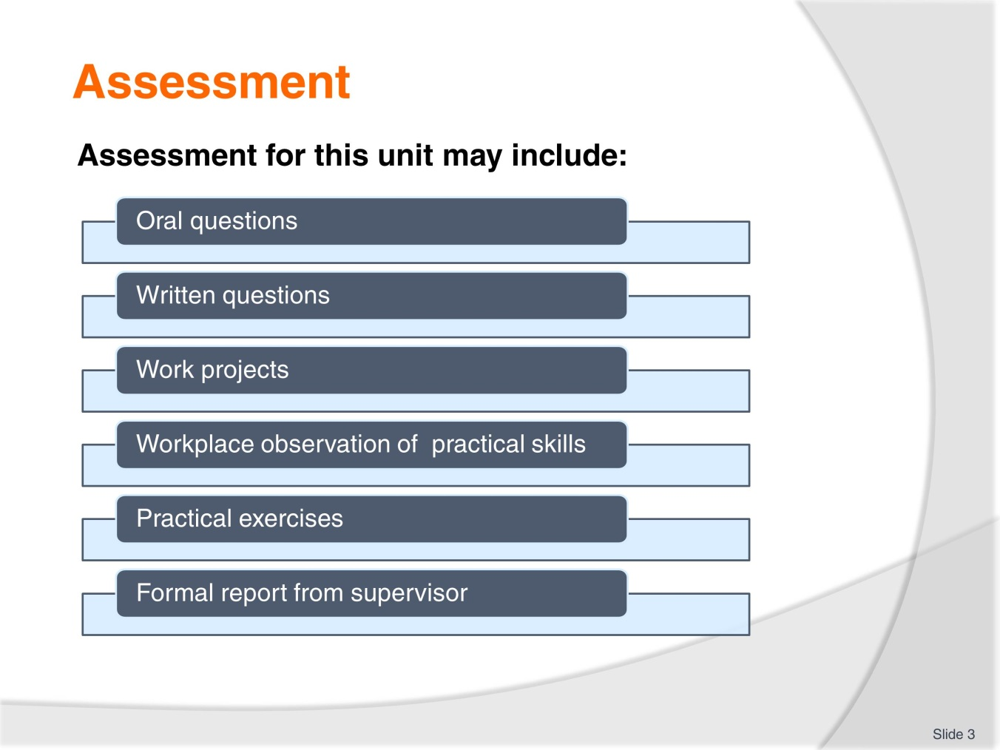 Assessment
Assessment for this unit may include:
Oral questions
Written questions
Work projects
Workplace observation of  practical skills
Practical exercises
Formal report from supervisor
Slide 3